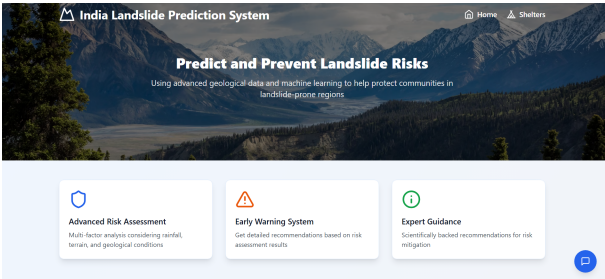 India Landslide Prediction System
Home
Shelters
Predict and Prevent Landslide Risks
Using advanced geological data and machine learning to help protect communities in
landslide-prone regions
Advanced Risk Assessment
Multi-factor analysis considering rainfall,
terrain, and geological conditions
Early Warning System
Get detailed recommendations based on risk
assessment results
Expert Guidance
Scientifically backed recommendations for risk
mitigation